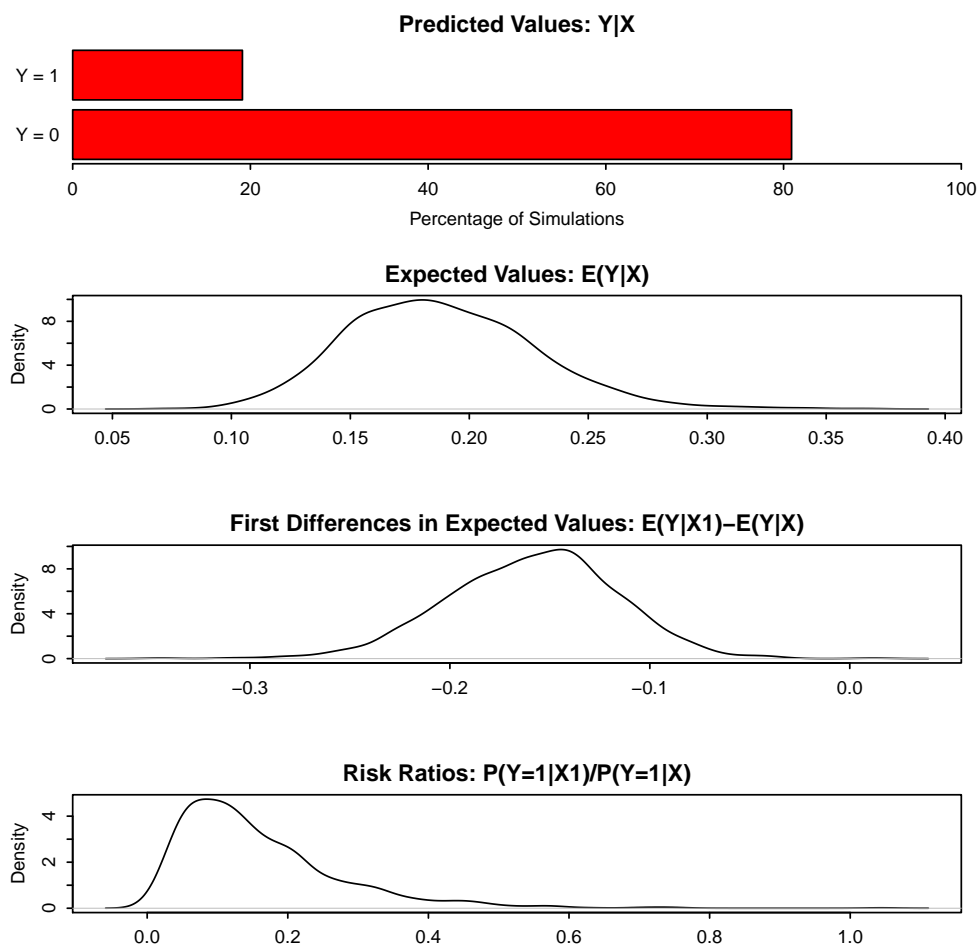 Predicted Values: Y|X
Y = 1
Y = 0
0 20 40 60 80 100
Percentage of Simulations
Expected Values: E(Y|X)
Density
0 4 8
0.05 0.10 0.15 0.20 0.25 0.30 0.35 0.40
First Differences in Expected Values: E(Y|X1)−E(Y|X)
Density
0 4 8
−0.3 −0.2 −0.1 0.0
Risk Ratios: P(Y=1|X1)/P(Y=1|X)
Density
0 2 4
0.0 0.2 0.4 0.6 0.8 1.0